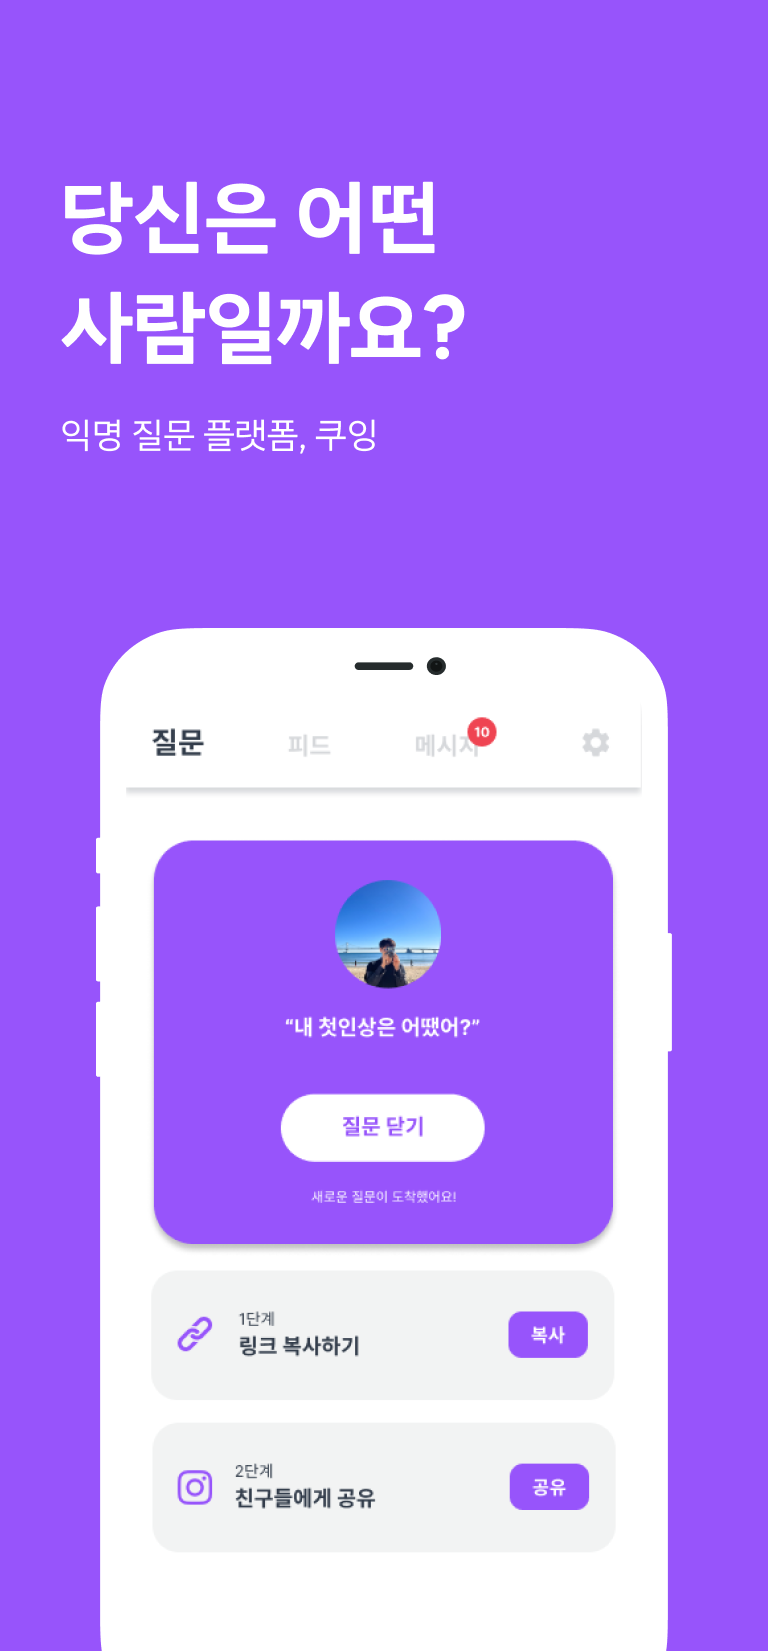 당신은 어떤
사람일까요?
익명 질문 플랫폼, 쿠잉
질문 피드 메시지 10
“내 첫인상은 어땠어?”
질문 닫기
새로운 질문이 도착했어요!
1단계
링크 복사하기
복사
2단계
친구들에게 공유
공유